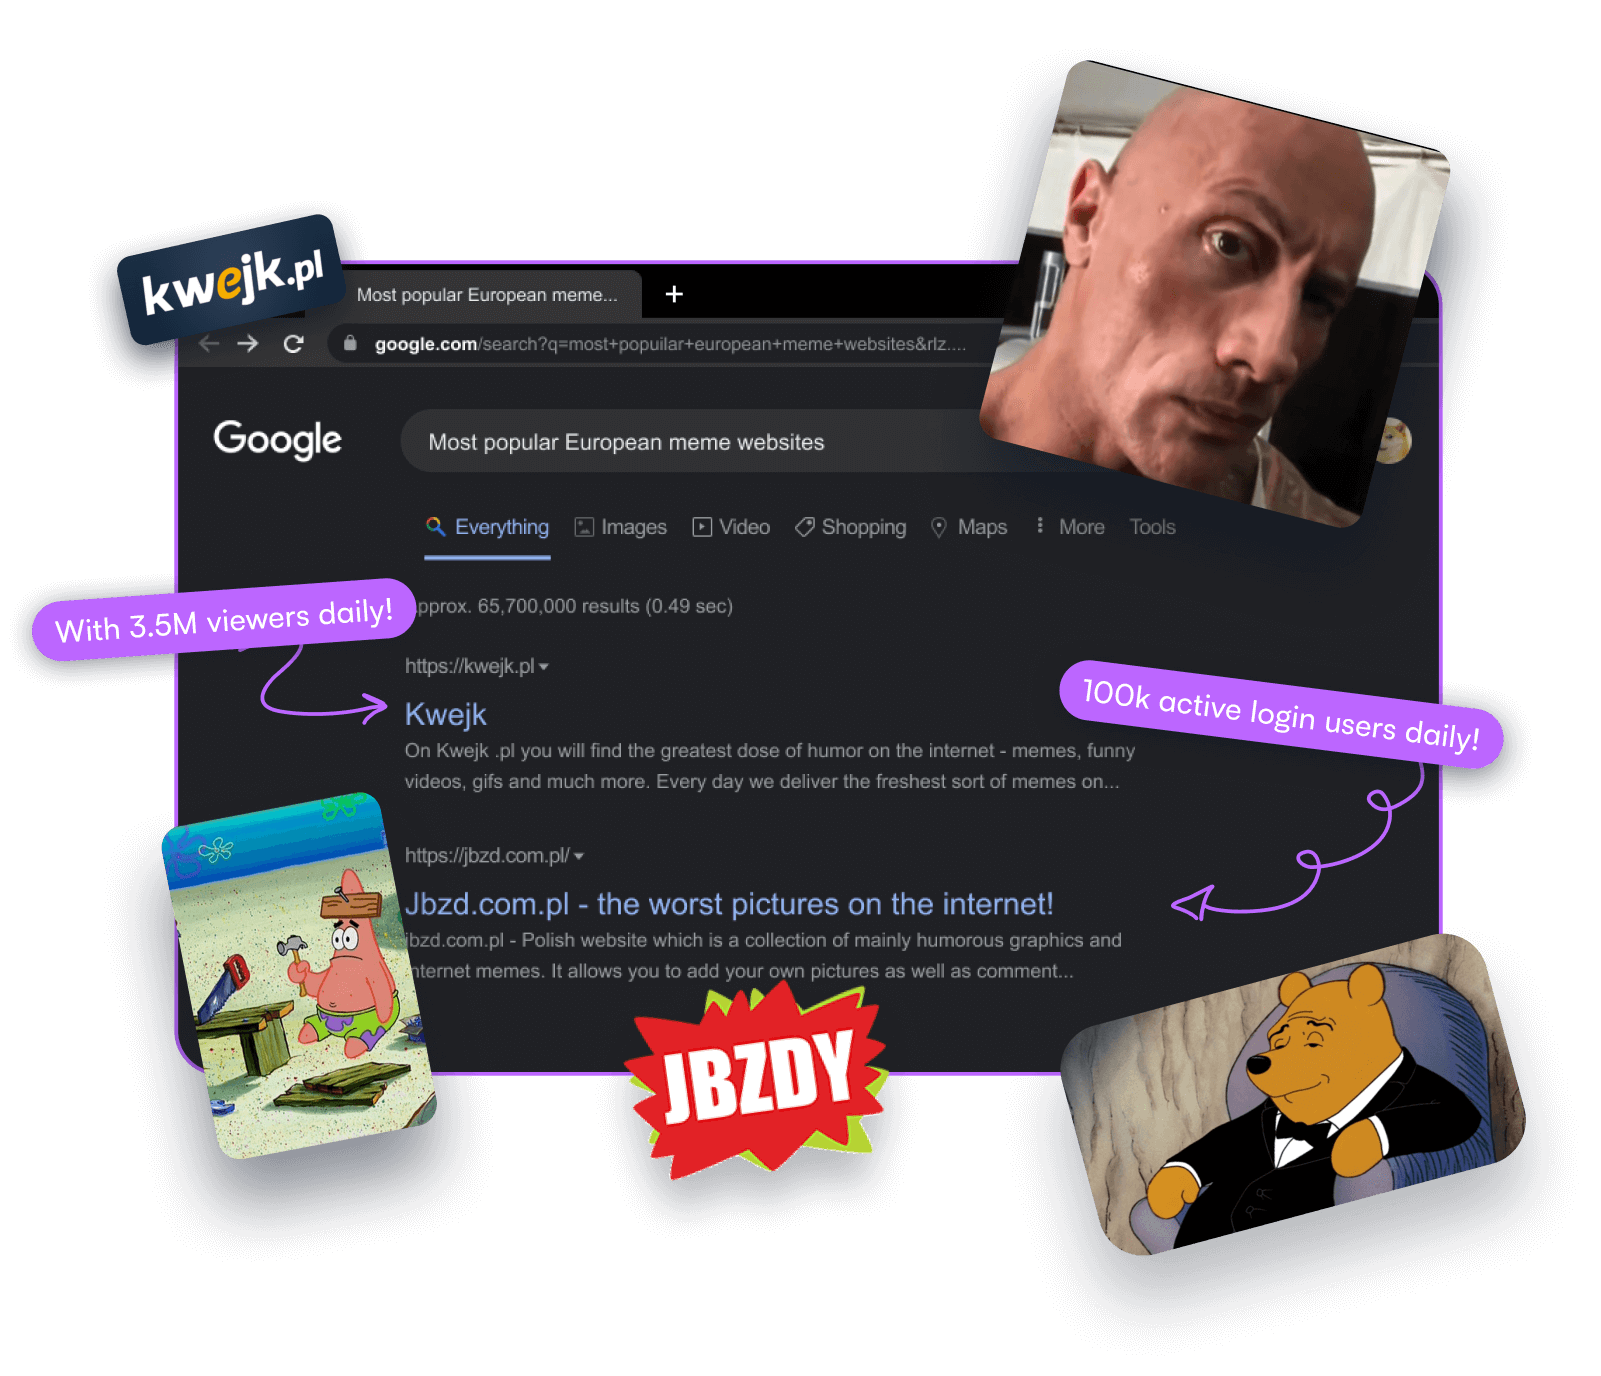 kwejk.pl
Most popular European meme...
+
google.com/search?q=most+popuilar+european+meme+websites&rlz....
Google
Most popular European meme websites
Everything Images Video Shopping Maps More Tools
With 3.5M viewers daily!
pprox. 65,700,000 results (0.49 sec)
https://kwejk.pl
Kwejk
On Kwejk .pl you will find the greatest dose of humor on the internet - memes, funny
videos, gifs and much more. Every day we deliver the freshest sort of memes on...
100k active login users daily!
https://jbzd.com.pl/
Jbzd.com.pl - the worst pictures on the internet!
jbzd.com.pl - Polish website which is a collection of mainly humorous graphics and
nternet memes. It allows you to add your own pictures as well as comment...
JBZDY